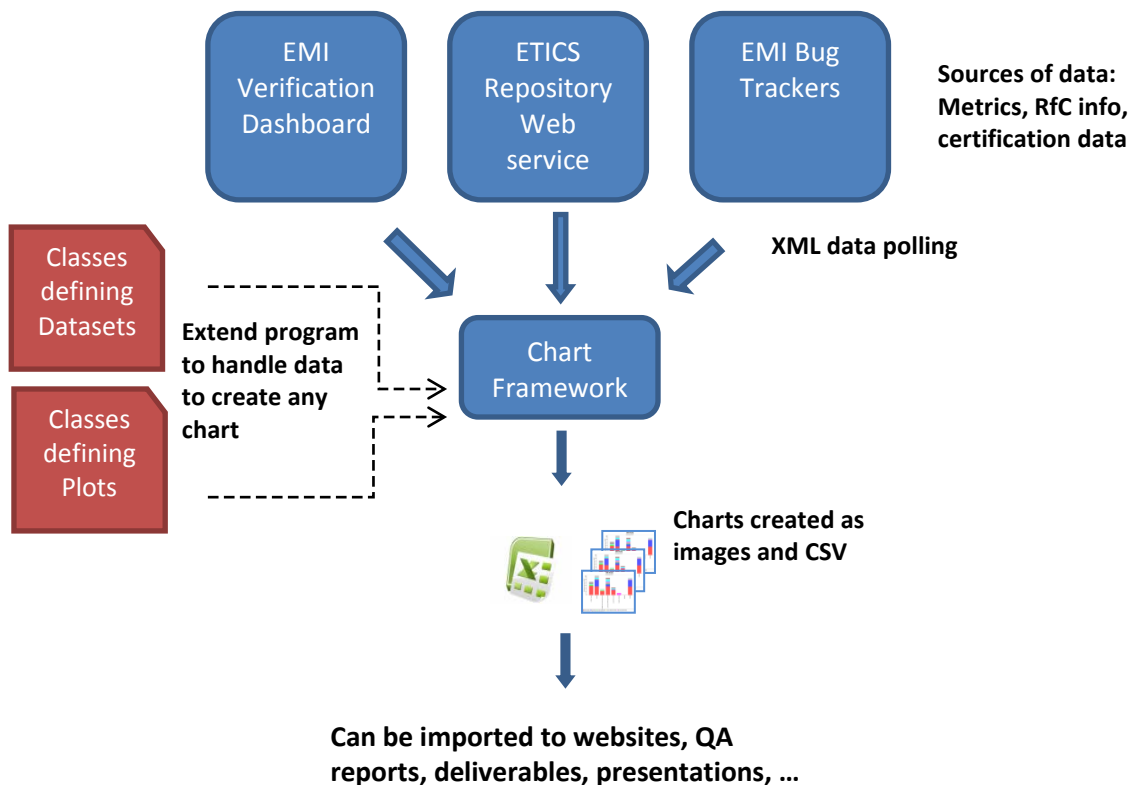 EMI
Verification
Dashboard
ETICS
Repository
Web
service
EMI Bug
Trackers
Sources of data:
Metrics, RfC info,
certification data
XML data polling
Classes
defining
Datasets
Extend program
to handle data
to create any
chart
Chart
Framework
Classes
defining
Plots
Charts created as
images and CSV
Can be imported to websites, QA
reports, deliverables, presentations, ...